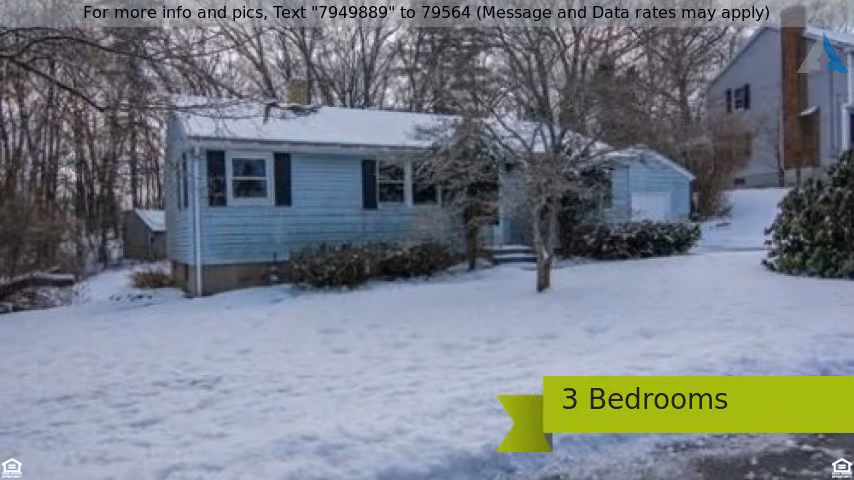 For more info and pics, Text "7949889" to 79564 (Message and Data rates may apply)
3 Bedrooms